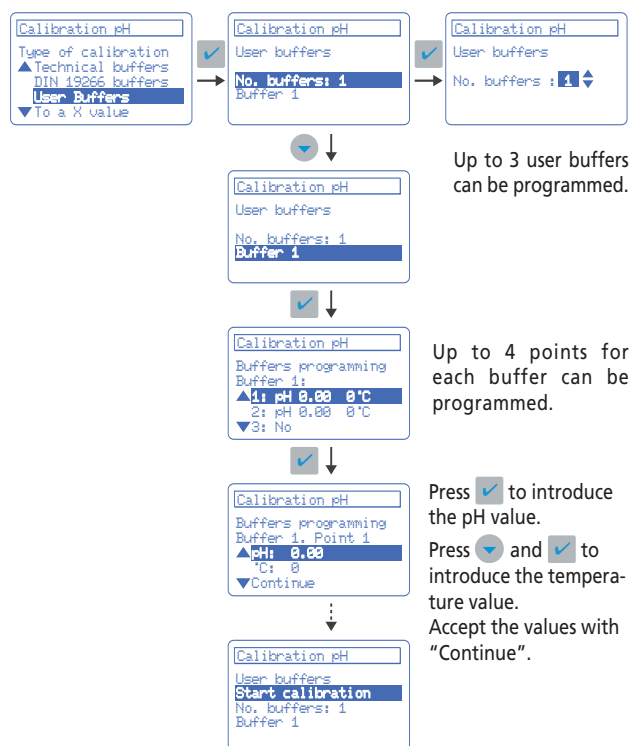 Calibration pH
Type of calibration
▲Technical buffers
DIN 19266 buffers
User Buffers
▼To a X value
Calibration pH
User buffers
No. buffers: 1
Buffer 1
Calibration pH
User buffers
No. buffers : 1
Up to 3 user buffers
can be programmed.
Calibration pH
User buffers
No. buffers: 1
Buffer 1
Calibration pH
Buffers programming
Buffer 1:
▲1: pH 0.00 0°C
2: pH 0.00 0°C
▼3: No
Up to 4 points for
each buffer can be
programmed.
Calibration pH
Buffers programming
Buffer 1. Point 1
▲pH: 0.00
°C: 0
▼Continue
Press ✔ to introduce
the pH value.
Press ▼ and ✔ to
introduce the tempera-
ture value.
Accept the values with
“Continue”.
Calibration pH
User buffers
Start calibration
No. buffers: 1
Buffer 1